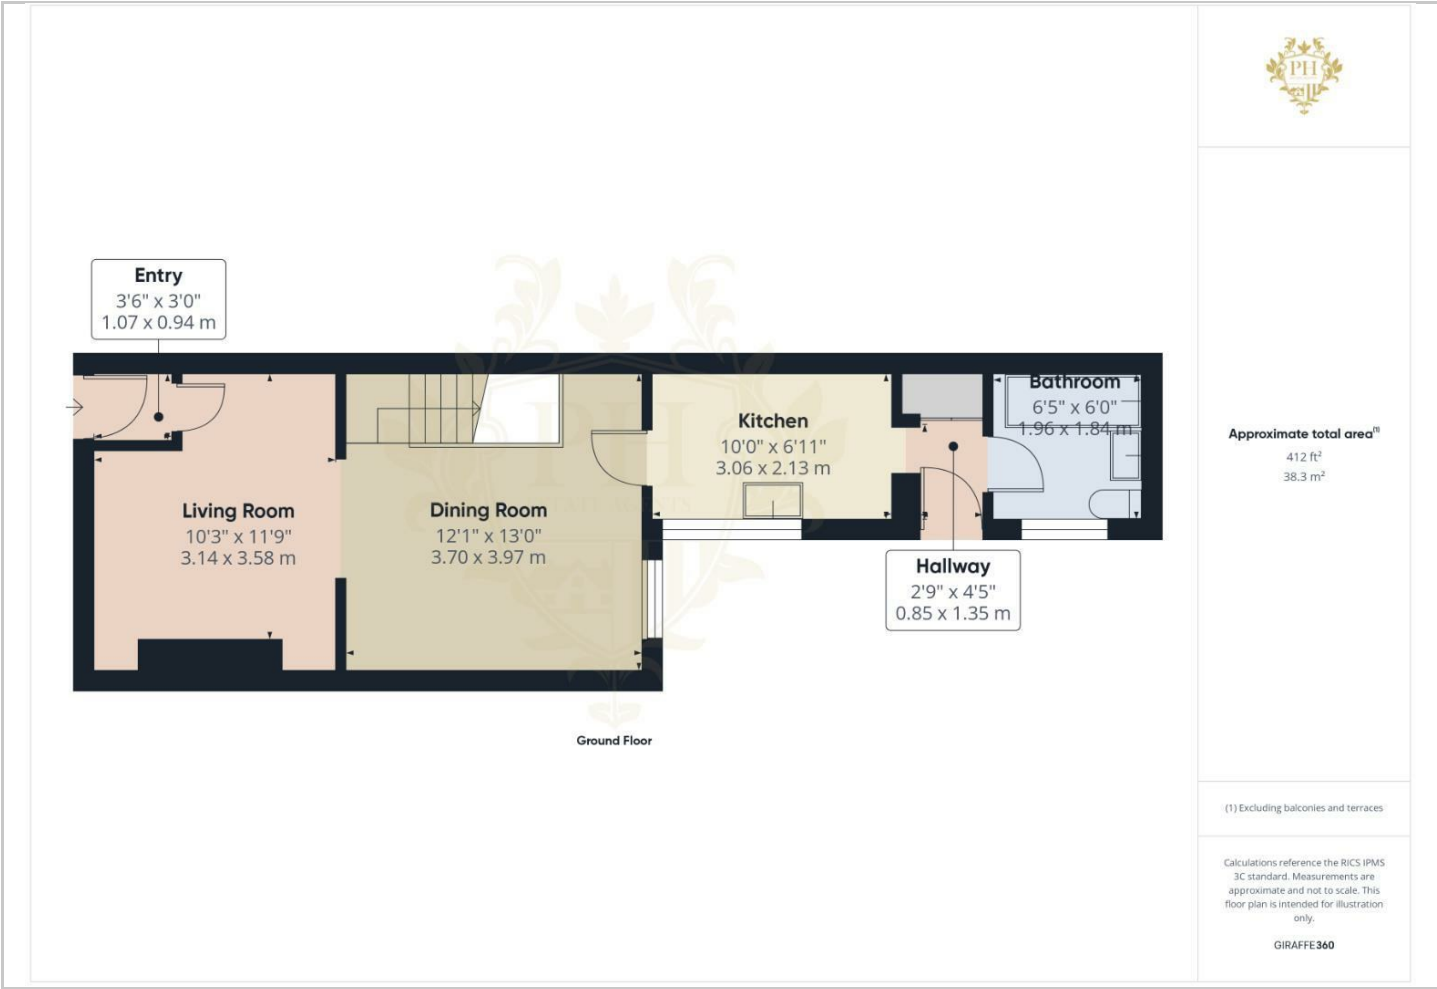 PH
Entry
3'6" x 3'0"
1.07 x 0.94 m
Living Room
10'3" x 11'9"
3.14 x 3.58 m
Dining Room
12'1" x 13'0"
3.70 x 3.97 m
Kitchen
10'0" x 6'11"
3.06 x 2.13 m
Bathroom
6'5" x 6'0"
1.96 x 1.84 m
Hallway
2'9" x 4'5"
0.85 x 1.35 m
PH
ESTATE AGENTS
Ground Floor
Approximate total area(1)
412 ft²
38.3 m²
(1) Excluding balconies and terraces
Calculations reference the RICS IPMS
3C standard. Measurements are
approximate and not to scale. This
floor plan is intended for illustration
only.
GIRAFFE360